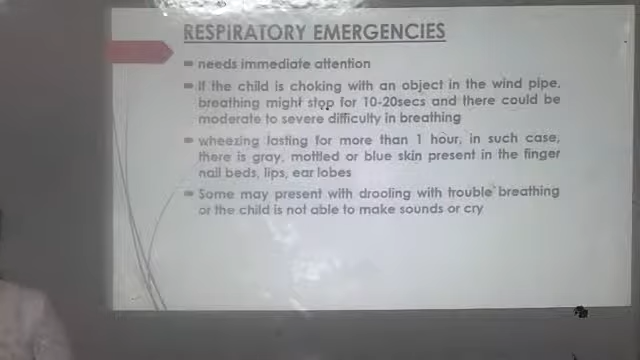 RESPIRATORY EMERGENCIES
needs immediate attention
If the child is choking with an object in the wind pipe,
breathing might stop for 10-20secs and there could be
moderate to severe difficulty in breathing
wheezing lasting for more than 1 hour, in such case,
there is gray, mottled or blue skin present in the finger
nail beds, lips, ear lobes
Some may present with drooling with trouble breathing
or the child is not able to make sounds or cry